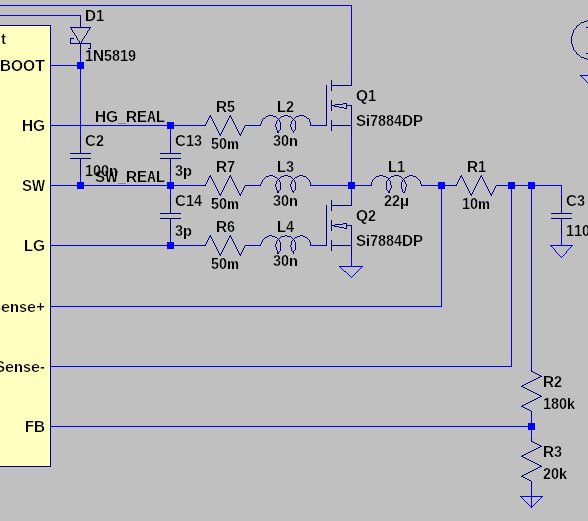 t
D1
1N5819
BOOT
Q1
Si7884DP
HG
HG_REAL
R5
50m
L2
30n
C2
100n
C13
3p
SW
SW_REAL
R7
50m
L3
30n
L1
22µ
R1
10m
C14
3p
Q2
Si7884DP
C3
110
LG
R6
50m
L4
30n
ense+
Sense-
R2
180k
FB
R3
20k